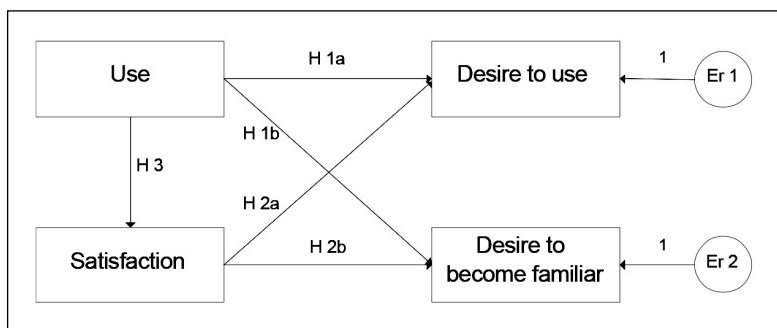 Use
H 1a
Desire to use
1
Er 1
H 1b
H 3
H 2a
Satisfaction
H 2b
Desire to
become familiar
1
Er 2